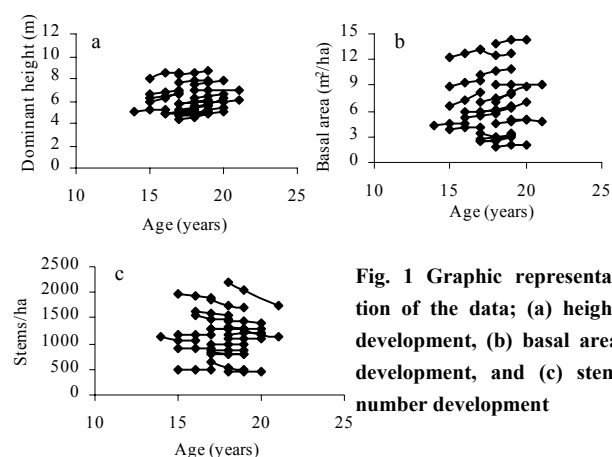 a
Dominant height (m)
12
10
8
6
4
2
0
10 15 20 25
Age (years)
b
Basal area (m²/ha)
15
12
9
6
3
0
10 15 20 25
Age (years)
c
Stems/ha
2500
2000
1500
1000
500
0
10 15 20 25
Age (years)
Fig. 1 Graphic representa-
tion of the data; (a) heigh
development, (b) basal area
development, and (c) sten
number development